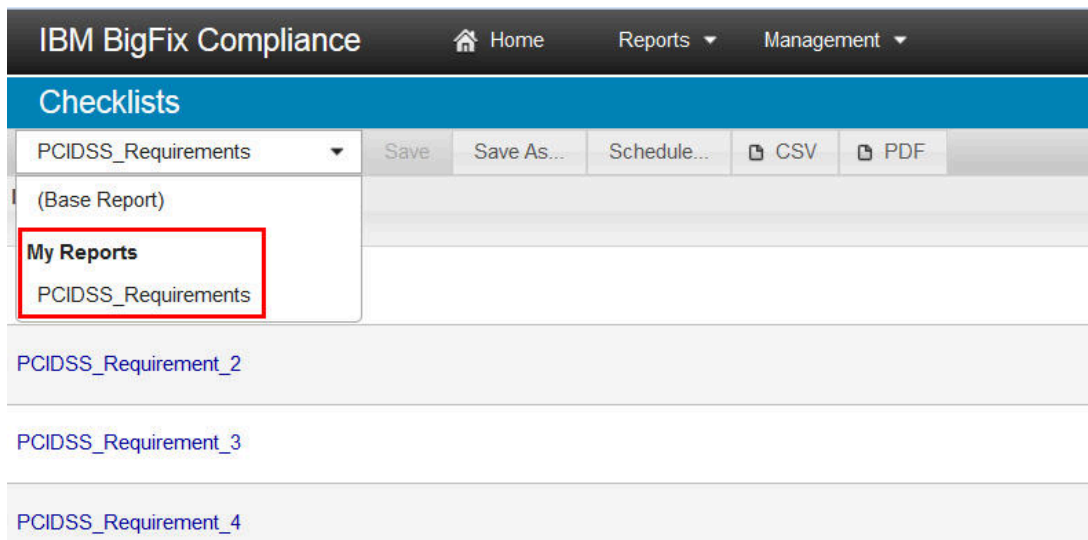 IBM BigFix Compliance Home Reports Management
Checklists
PCIDSS_Requirements Save Save As... Schedule... CSV PDF
(Base Report)
My Reports
PCIDSS_Requirements
PCIDSS_Requirement_2
PCIDSS_Requirement_3
PCIDSS_Requirement_4